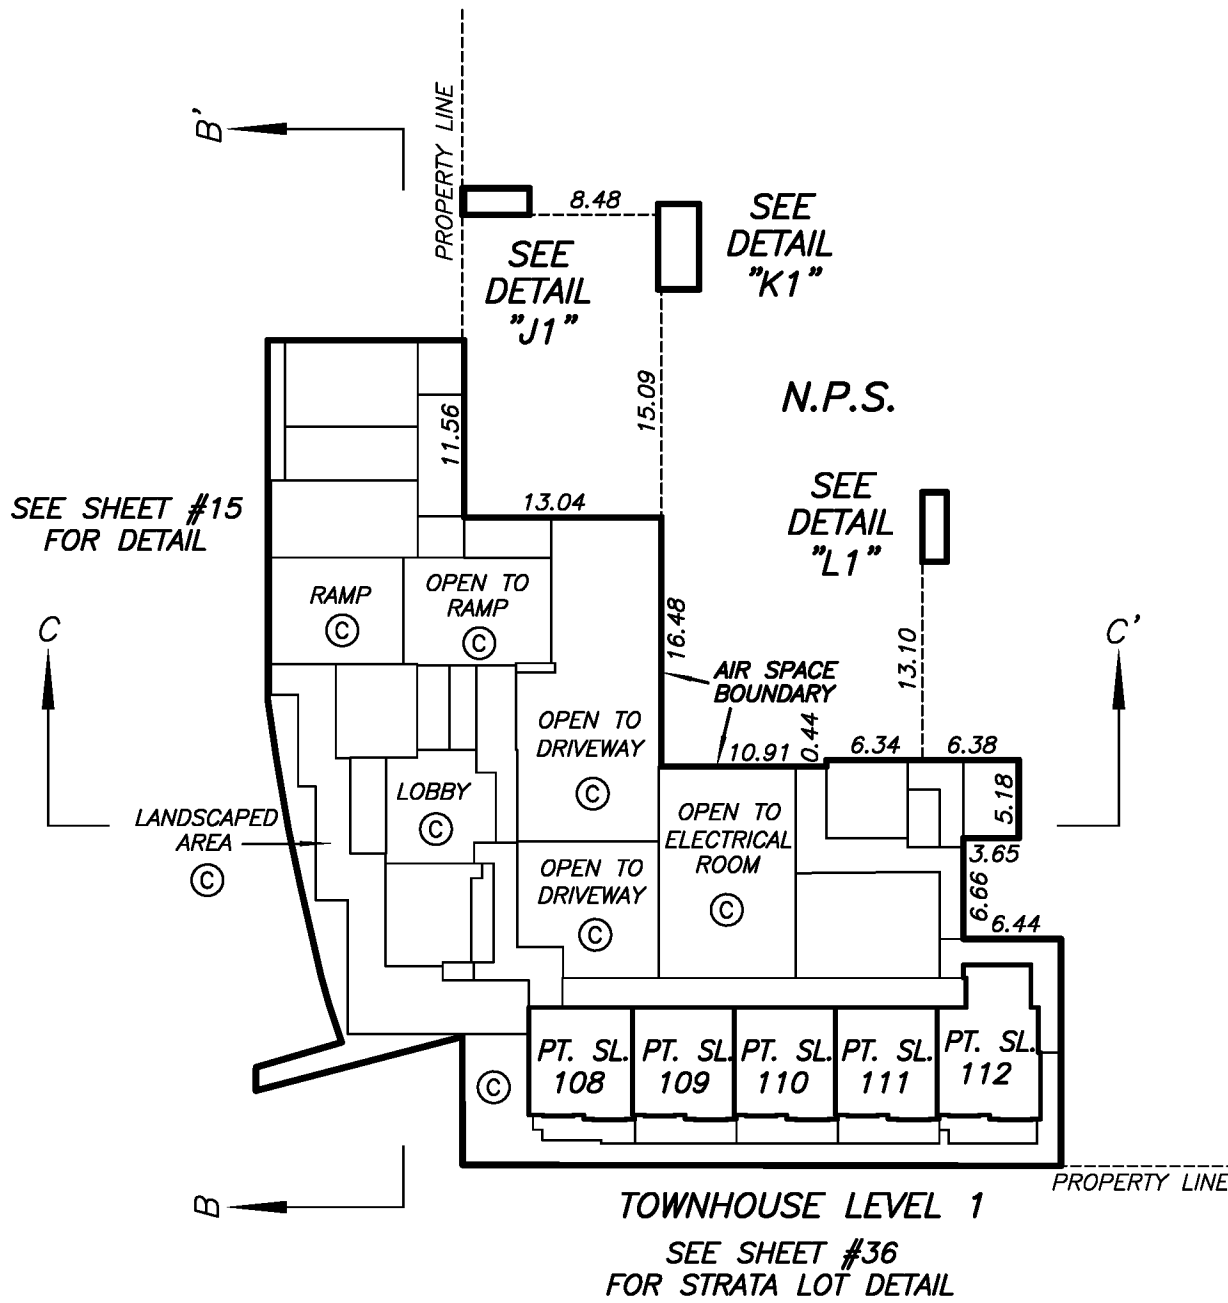 B'
PROPERTY LINE
8.48
SEE
DETAIL
"J1"
SEE
DETAIL
"K1"
11.56
15.09
N.P.S.
SEE SHEET #15
FOR DETAIL
13.04
SEE
DETAIL
"L1"
RAMP
C
OPEN TO
RAMP
C
16.48
13.10
C
C'
AIR SPACE
BOUNDARY
OPEN TO
DRIVEWAY
C
10.91
0.44
6.34
6.38
5.18
LANDSCAPED
AREA
C
LOBBY
C
OPEN TO
ELECTRICAL
ROOM
C
3.65
6.66
6.44
OPEN TO
DRIVEWAY
C
C
PT. SL.
108
PT. SL.
109
PT. SL.
110
PT. SL.
111
PT. SL.
112
B
PROPERTY LINE
TOWNHOUSE LEVEL 1
SEE SHEET #36
FOR STRATA LOT DETAIL